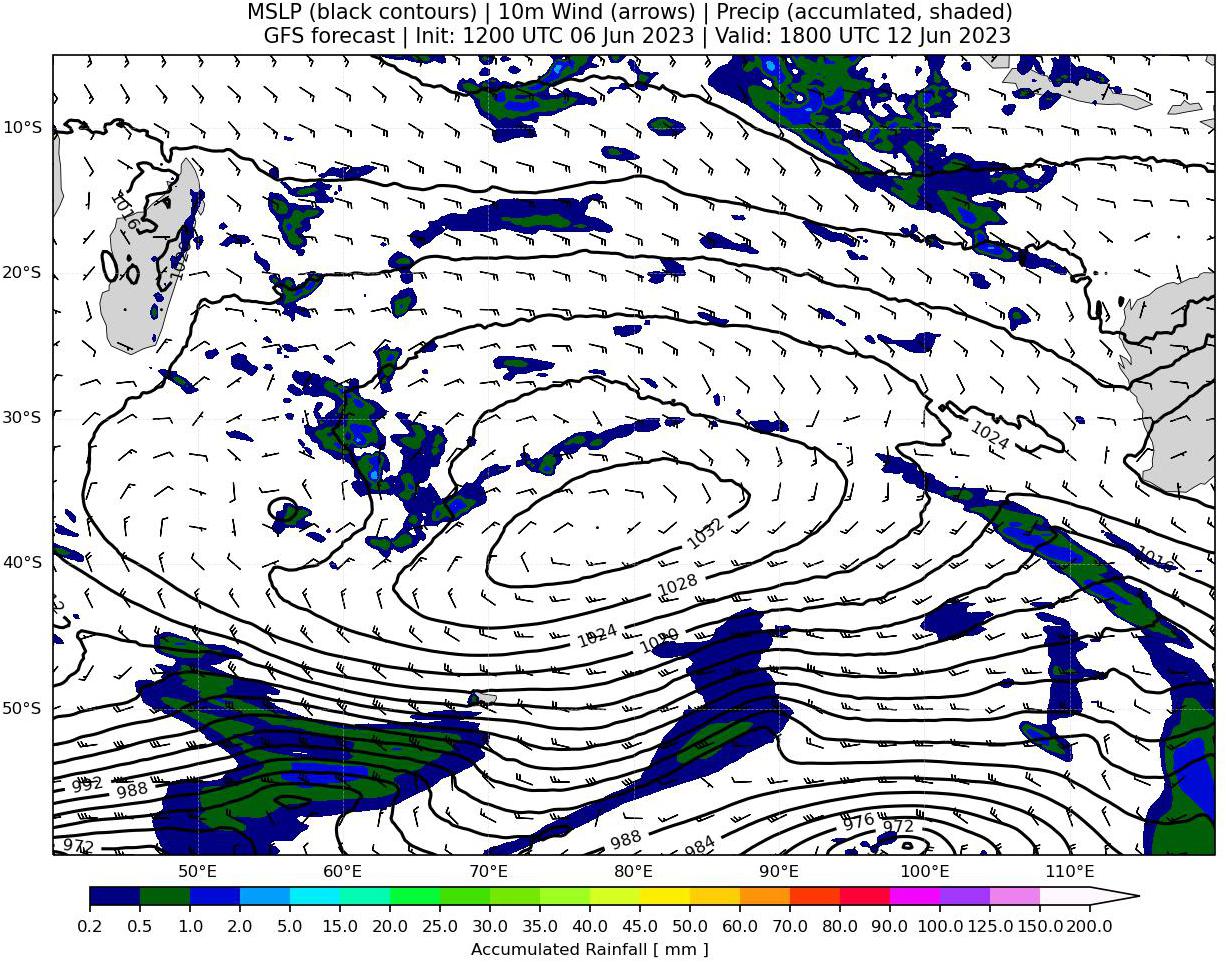 MSLP (black contours) | 10m Wind (arrows) | Precip (accumlated, shaded)
GFS forecast | Init: 1200 UTC 06 Jun 2023 | Valid: 1800 UTC 12 Jun 2023
10°S
1016
20°S
30°S
1024
1032
40°S
1016
1028
1024
1020
50°S
992
988
976
972
972
988
984
50°E
60°E
70°E
80°E
90°E
100°E
110°E
0.2 0.5 1.0 2.0 5.0 10.0 15.0 20.0 25.0 30.0 35.0 40.0 45.0 50.0 60.0 70.0 80.0 90.0 100.0 125.0 150.0 200.0
Accumulated Rainfall [ mm ]